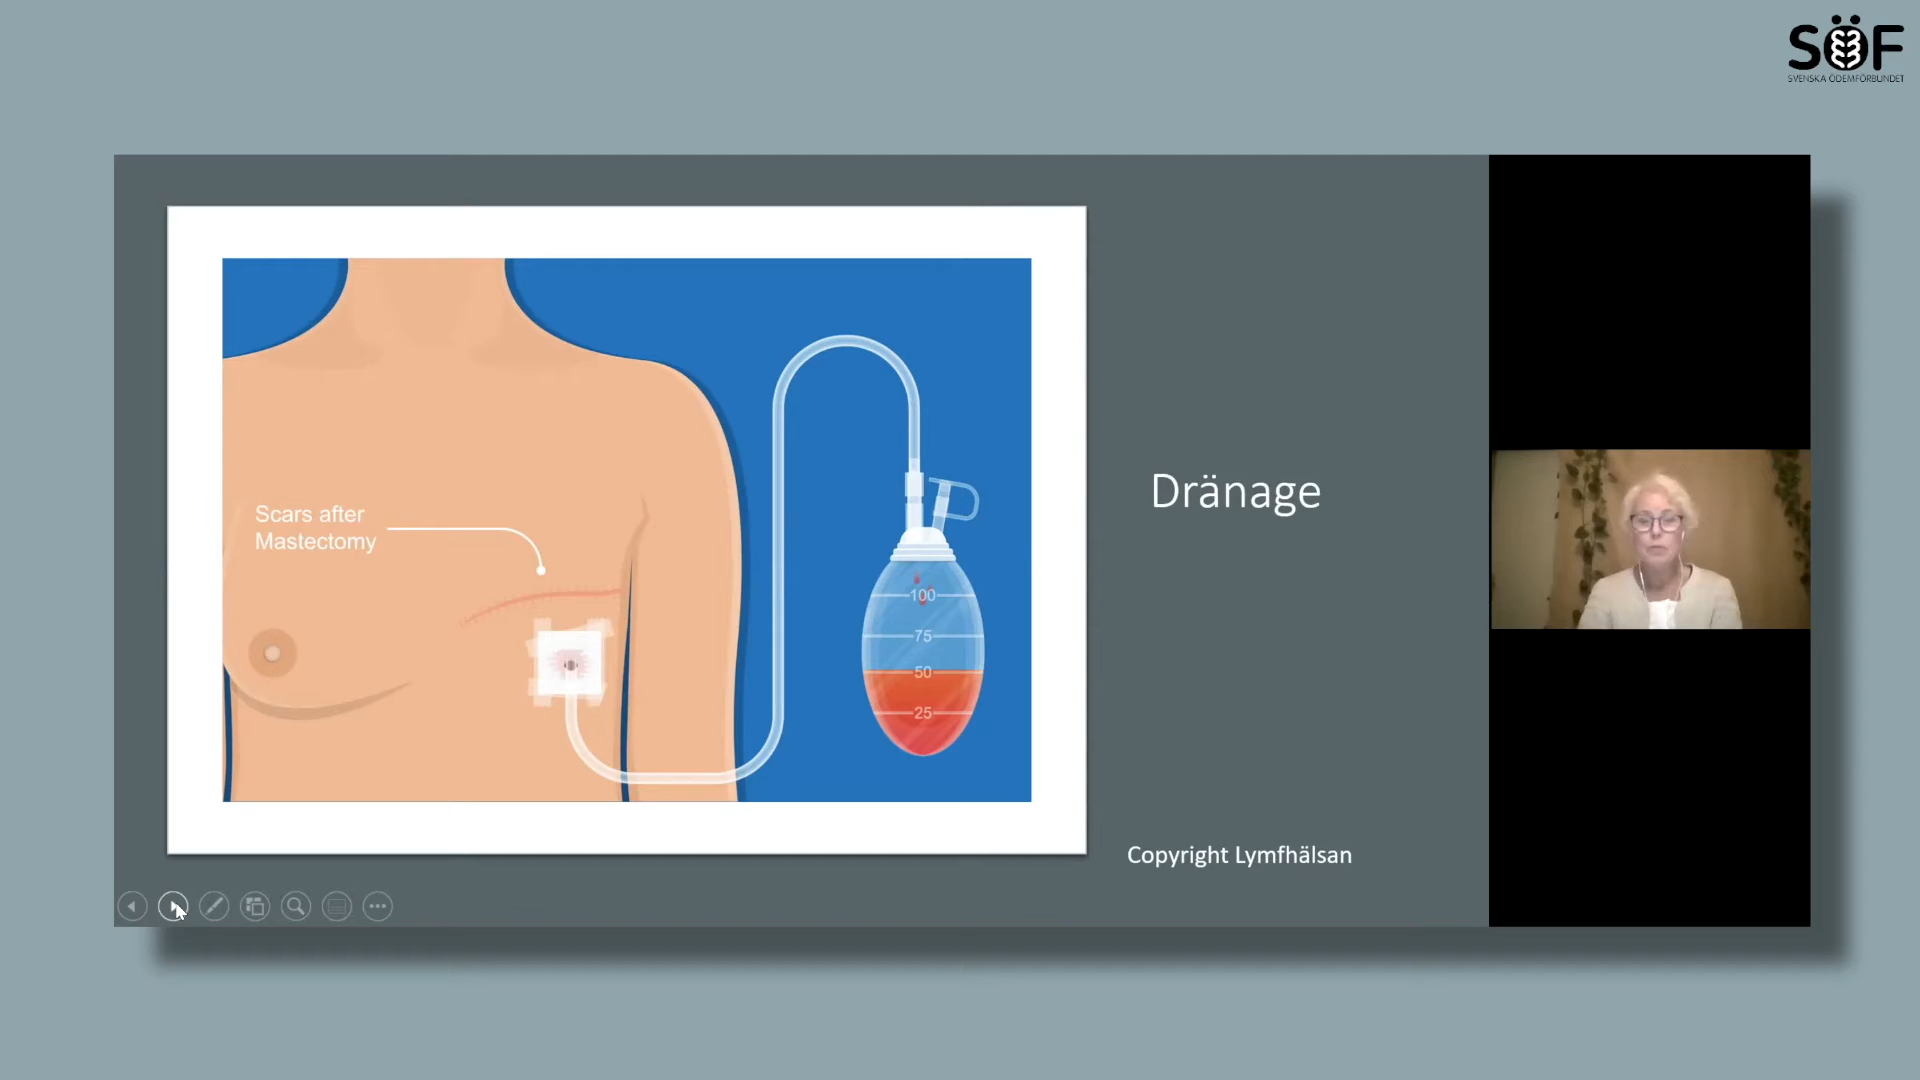 SÖF
SVENSKA ÖDEMFÖRBUNDET
Scars after
Mastectomy
100
75
50
25
Dränage
Copyright Lymfhälsan